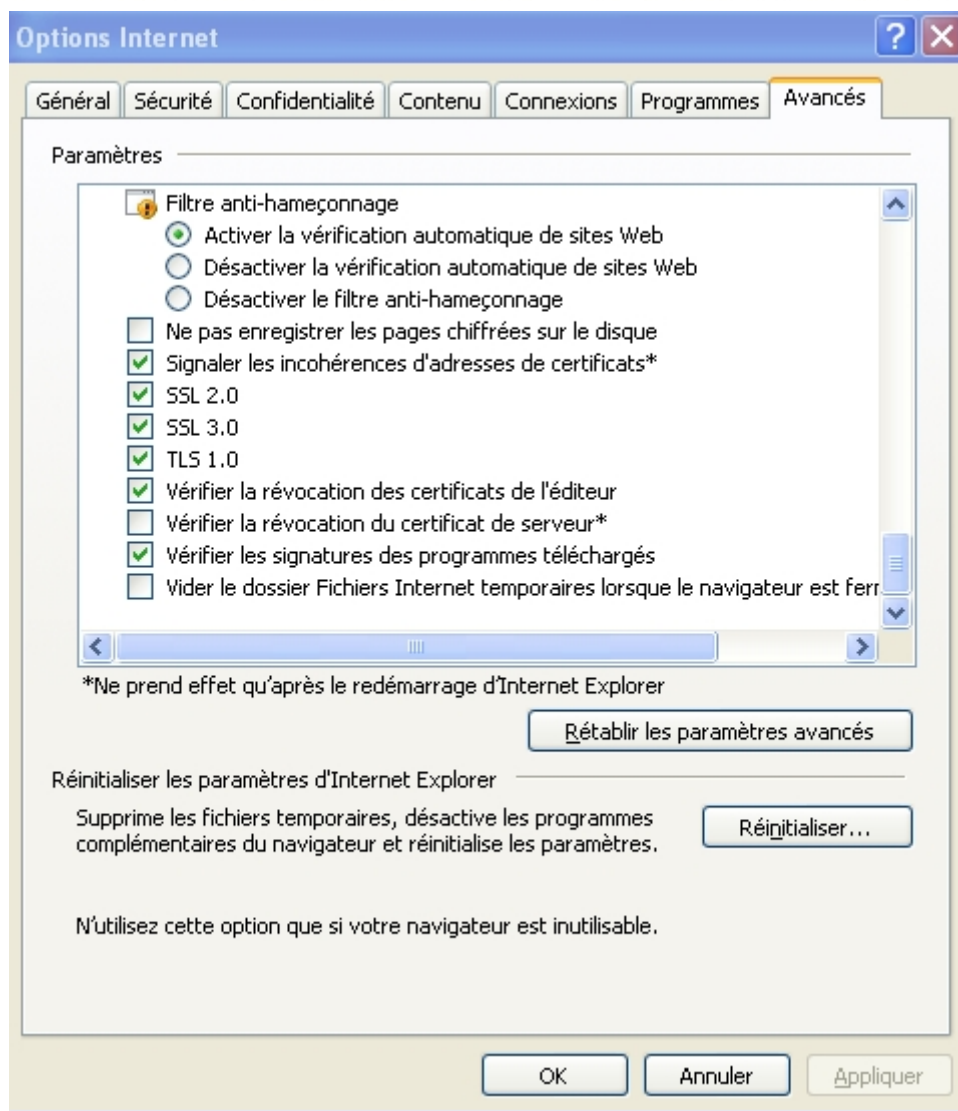 Options Internet
Général Sécurité Confidentialité Contenu Connexions Programmes Avancés
Paramètres
Filtre anti-hameçonnage
Activer la vérification automatique de sites Web
Désactiver la vérification automatique de sites Web
Désactiver le filtre anti-hameçonnage
Ne pas enregistrer les pages chiffrées sur le disque
Signaler les incohérences d'adresses de certificats*
SSL 2.0
SSL 3.0
TLS 1.0
Vérifier la révocation des certificats de l'éditeur
Vérifier la révocation du certificat de serveur*
Vérifier les signatures des programmes téléchargés
Vider le dossier Fichiers Internet temporaires lorsque le navigateur est
*Ne prend effet qu'après le redémarrage d'Internet Explorer
Rétablir les paramètres avancés
Réinitialiser les paramètres d'Internet Explorer
Supprime les fichiers temporaires, désactive les programmes
complémentaires du navigateur et réinitialise les paramètres.
Réinitialiser...
N'utilisez cette option que si votre navigateur est inutilisable.
OK Annuler Appliquer